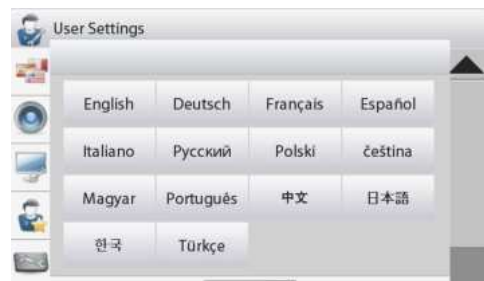 User Settings
English Deutsch Français Español
Italiano Русский Polski čeština
Magyar Português 中文 日本語
한국 Türkçe